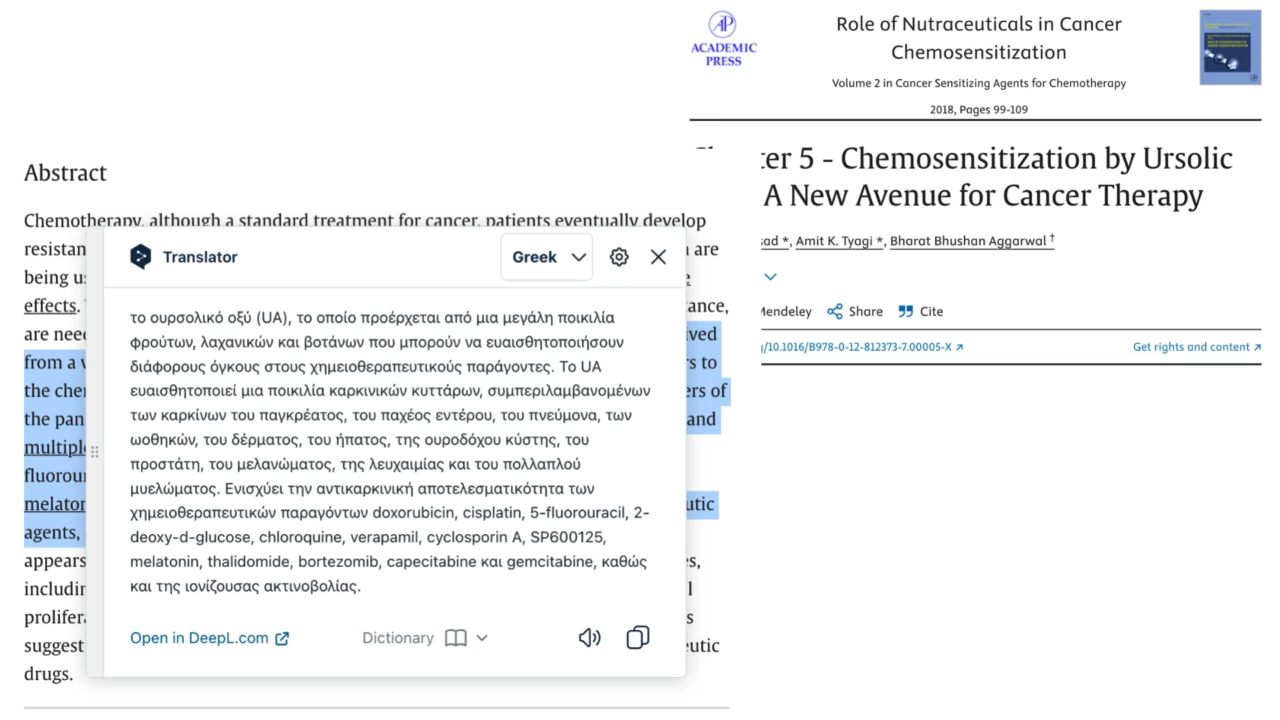 ACADEMIC
PRESS
Role of Nutraceuticals in Cancer
Chemosensitization
Volume 2 in Cancer Sensitizing Agents for Chemotherapy
2018, Pages 99-109
ter 5 - Chemosensitization by Ursolic
A New Avenue for Cancer Therapy
sad *, Amit K. Tyagi *, Bharat Bhushan Aggarwal †
Mendeley Share Cite
/10.1016/B978-0-12-812373-7.00005-X
Get rights and content
Abstract
Chemotherapy, although a standard treatment for cancer, patients eventually develop
resistan are
being u
effects. ance,
are nee ved
from a v s to
the che ers of
the pan and
multiple
fluorou
melator utic
agents,
appears s,
includin l
prolifera s
suggest eutic
drugs.
Translator
Greek
το ουρσολικό οξύ (UA), το οποίο προέρχεται από μια μεγάλη ποικιλία
φρούτων, λαχανικών και βοτάνων που μπορούν να ευαισθητοποιήσουν
διάφορους όγκους στους χημειοθεραπευτικούς παράγοντες. Το UA
ευαισθητοποιεί μια ποικιλία καρκινικών κυττάρων, συμπεριλαμβανομένων
των καρκίνων του παγκρέατος, του παχέος εντέρου, του πνεύμονα, των
ωοθηκών, του δέρματος, του ήπατος, της ουροδόχου κύστης, του
προστάτη, του μελανώματος, της λευχαιμίας και του πολλαπλού
μυελώματος. Ενισχύει την αντικαρκινική αποτελεσματικότητα των
χημειοθεραπευτικών παραγόντων doxorubicin, cisplatin, 5-fluorouracil, 2-
deoxy-d-glucose, chloroquine, verapamil, cyclosporin A, SP600125,
melatonin, thalidomide, bortezomib, capecitabine και gemcitabine, καθώς
και της ιονίζουσας ακτινοβολίας.
Open in DeepL.com
Dictionary